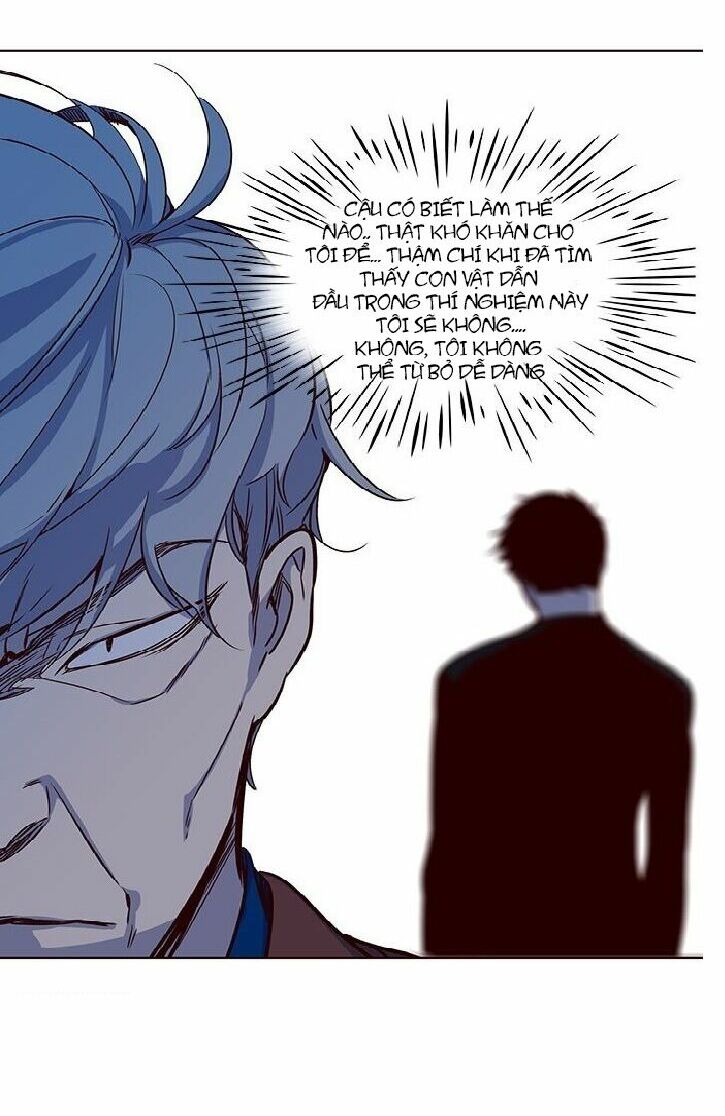 CẬU CÓ BIẾT LÀM THẾ
NÀO.. THẬT KHÓ KHĂN CHO
TÔI ĐỂ... THẬM CHÍ KHI ĐÃ TÌM
THẤY CON VẬT DẪN
ĐẦU TRONG THÍ NGHIỆM NÀY
TÔI SẼ KHÔNG....
KHÔNG, TÔI KHÔNG
THỂ TỪ BỎ DỄ DÀNG